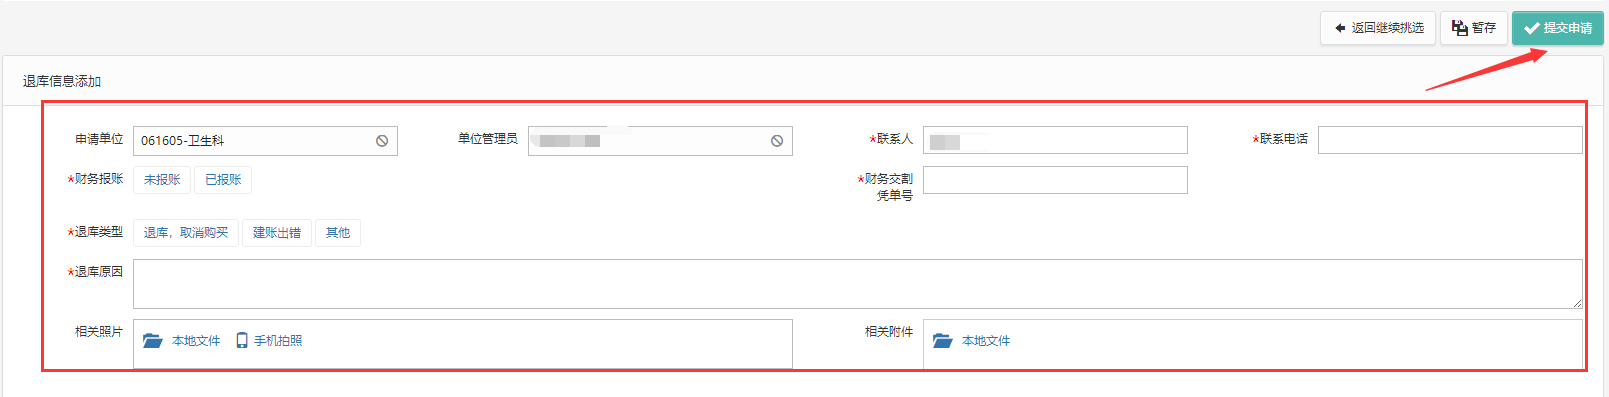 返回继续挑选 暂存 提交申请
退库信息添加
申请单位 061605-卫生科 单位管理员 *联系人 *联系电话
*财务报账 未报账 已报账 *财务交割
凭单号
*退库类型 退库，取消购买 建账出错 其他
*退库原因
相关照片 本地文件 手机拍照 相关附件 本地文件